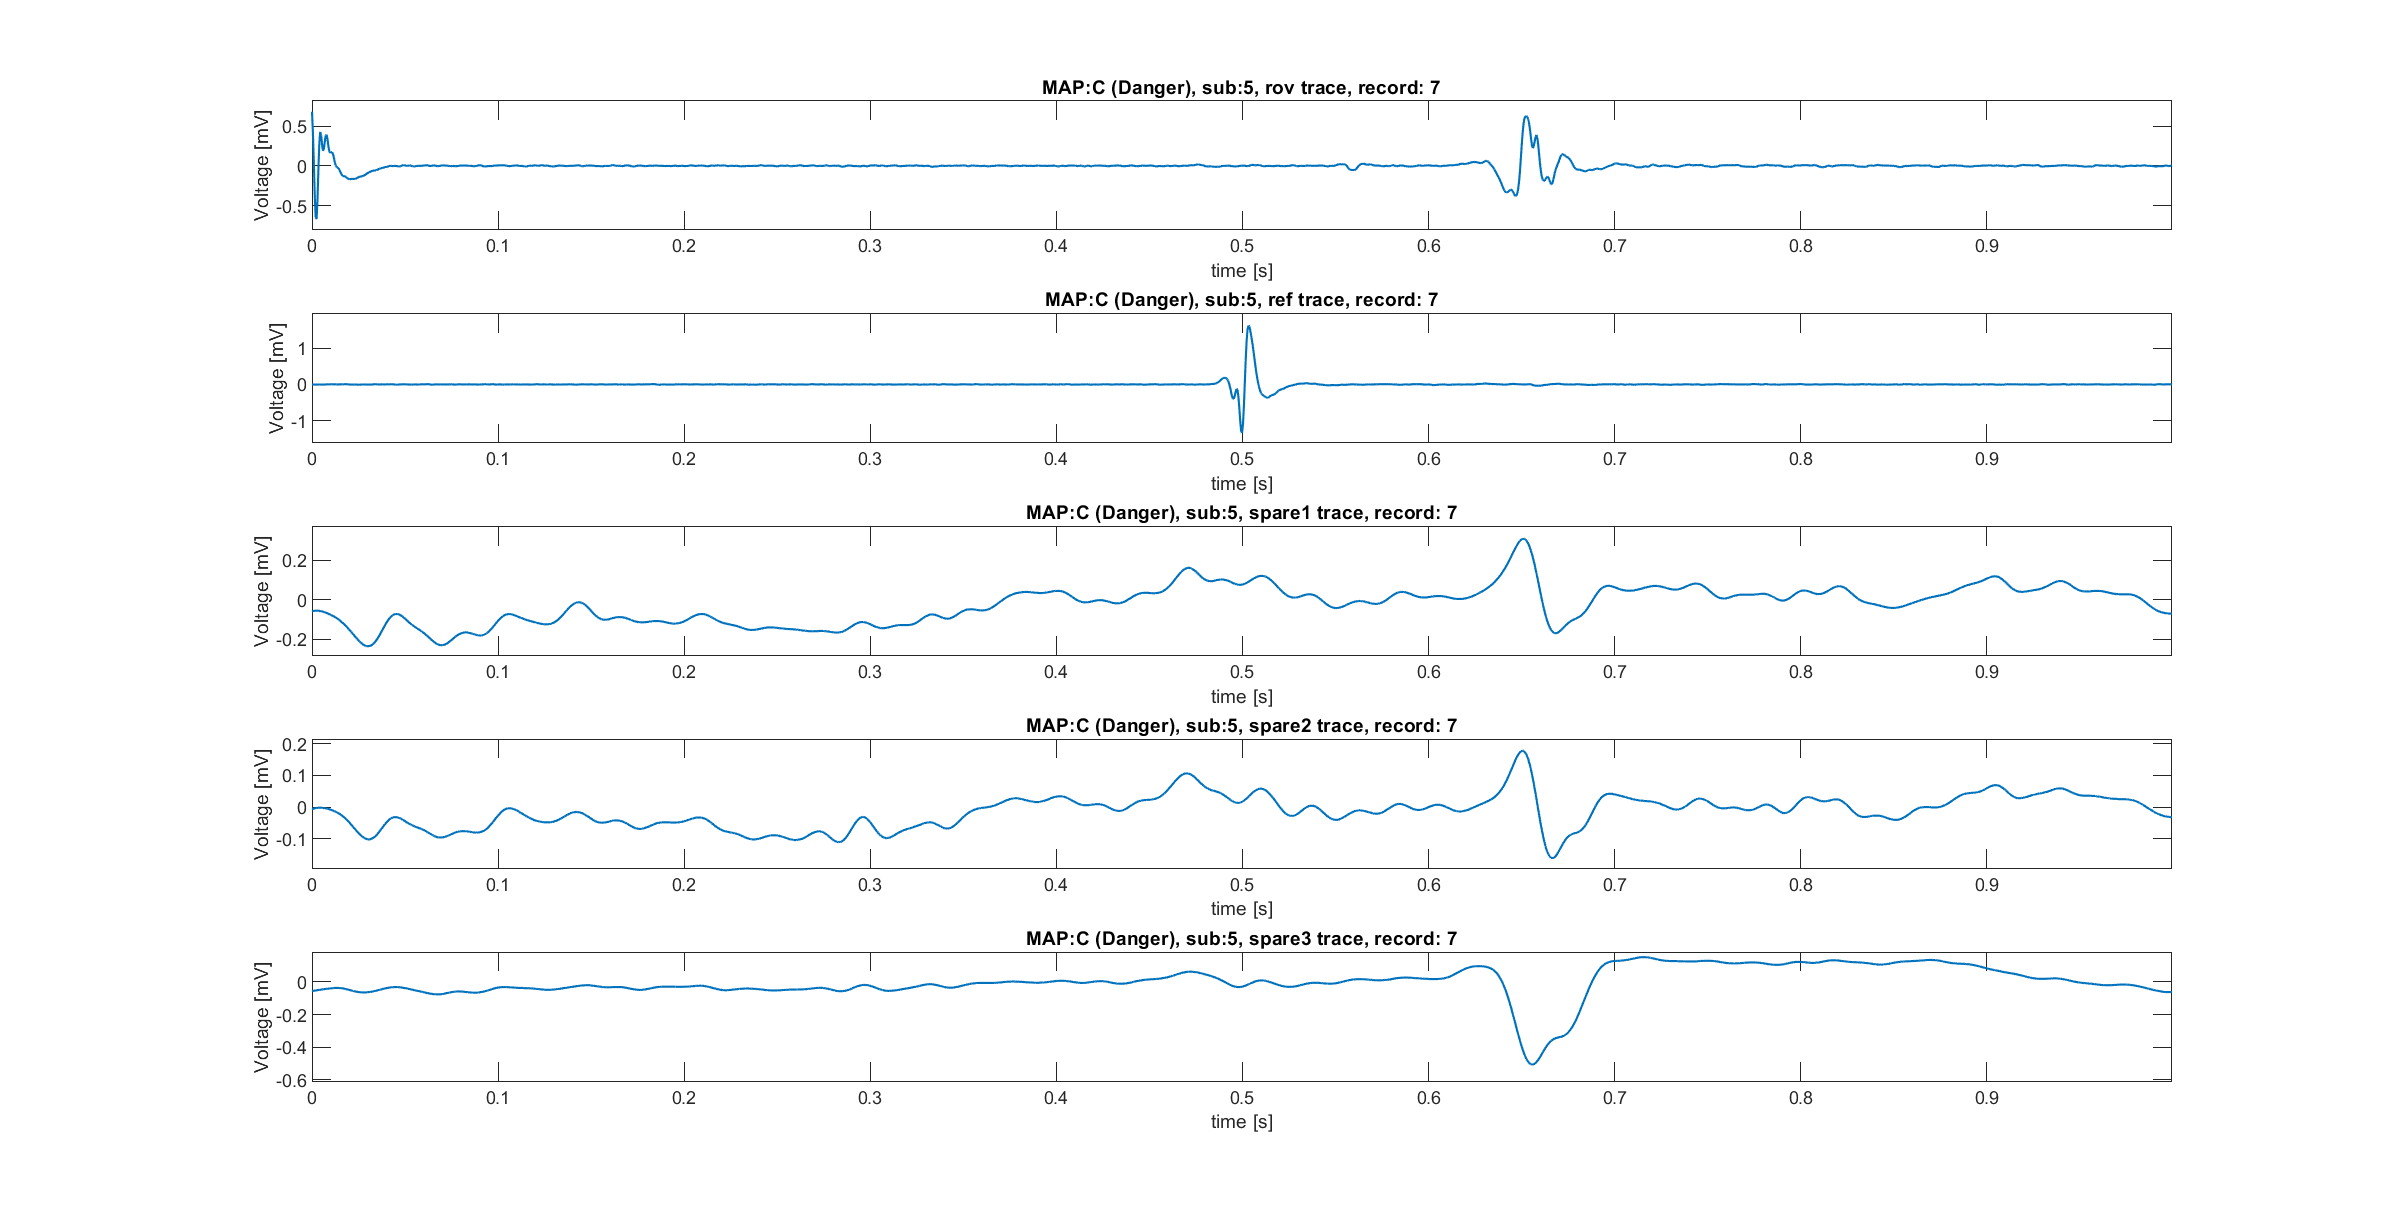 MAP:C (Danger), sub:5, rov trace, record: 7
Voltage [mV]
0.5
0
-0.5
0 0.1 0.2 0.3 0.4 0.5 0.6 0.7 0.8 0.9
time [s]
MAP:C (Danger), sub:5, ref trace, record: 7
Voltage [mV]
1
0
-1
0 0.1 0.2 0.3 0.4 0.5 0.6 0.7 0.8 0.9
time [s]
MAP:C (Danger), sub:5, spare1 trace, record: 7
Voltage [mV]
0.2
0
-0.2
0 0.1 0.2 0.3 0.4 0.5 0.6 0.7 0.8 0.9
time [s]
MAP:C (Danger), sub:5, spare2 trace, record: 7
Voltage [mV]
0.2
0.1
0
-0.1
0 0.1 0.2 0.3 0.4 0.5 0.6 0.7 0.8 0.9
time [s]
MAP:C (Danger), sub:5, spare3 trace, record: 7
Voltage [mV]
0
-0.2
-0.4
-0.6
0 0.1 0.2 0.3 0.4 0.5 0.6 0.7 0.8 0.9
time [s]